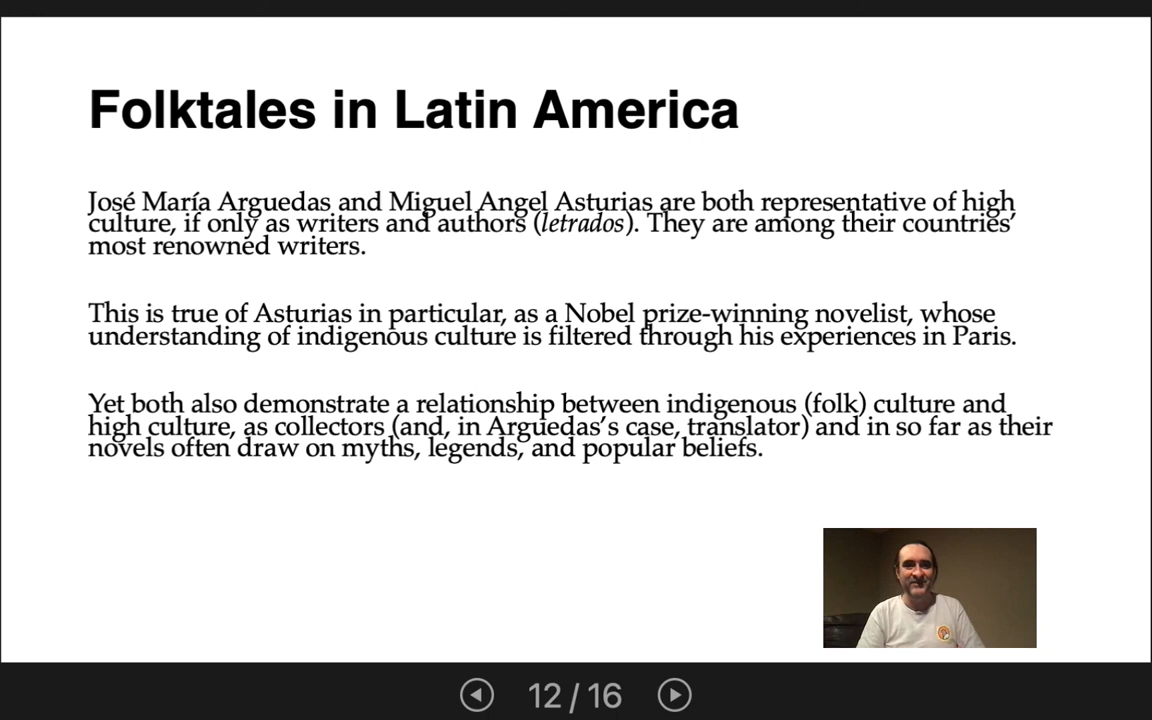 Folktales in Latin America
José María Arguedas and Miguel Angel Asturias are both representative of high
culture, if only as writers and authors (letrados). They are among their countries’
most renowned writers.
This is true of Asturias in particular, as a Nobel prize-winning novelist, whose
understanding of indigenous culture is filtered through his experiences in Paris.
Yet both also demonstrate a relationship between indigenous (folk) culture and
high culture, as collectors (and, in Arguedas’s case, translator) and in so far as their
novels often draw on myths, legends, and popular beliefs.
12 / 16